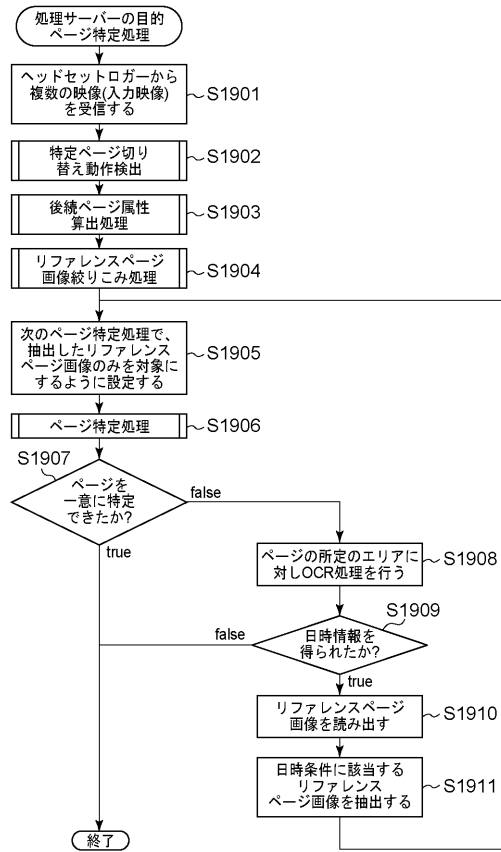 処理サーバーの目的
ページ特定処理
ヘッドセットロガーから
複数の映像(入力映像)
を受信する
S1901
特定ページ切り
替え動作検出
S1902
後続ページ属性
算出処理
S1903
リファレンスページ
画像絞りこみ処理
S1904
次のページ特定処理で、
抽出したリファレンス
ページ画像のみを対象に
するように設定する
S1905
ページ特定処理
S1906
S1907
ページを
一意に特定
できたか?
false
true
ページの所定のエリアに
対しOCR処理を行う
S1908
S1909
日時情報を
得られたか?
false
true
リファレンスページ
画像を読み出す
S1910
日時条件に該当する
リファレンス
ページ画像を抽出する
S1911
終了